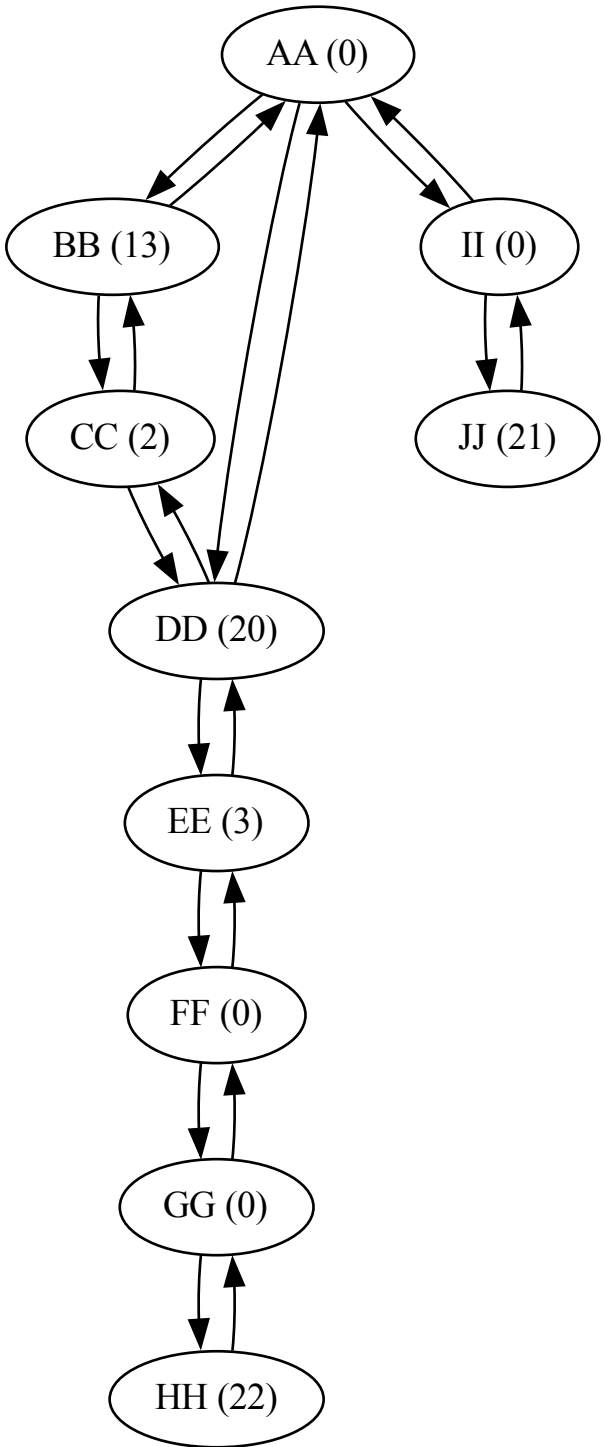 AA (0)
BB (13)
II (0)
CC (2)
JJ (21)
DD (20)
EE (3)
FF (0)
GG (0)
HH (22)